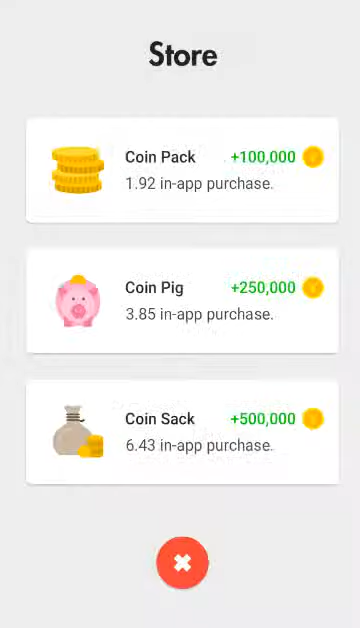 Store
Coin Pack +100,000
1.92 in-app purchase.
Coin Pig +250,000
3.85 in-app purchase.
Coin Sack +500,000
6.43 in-app purchase.